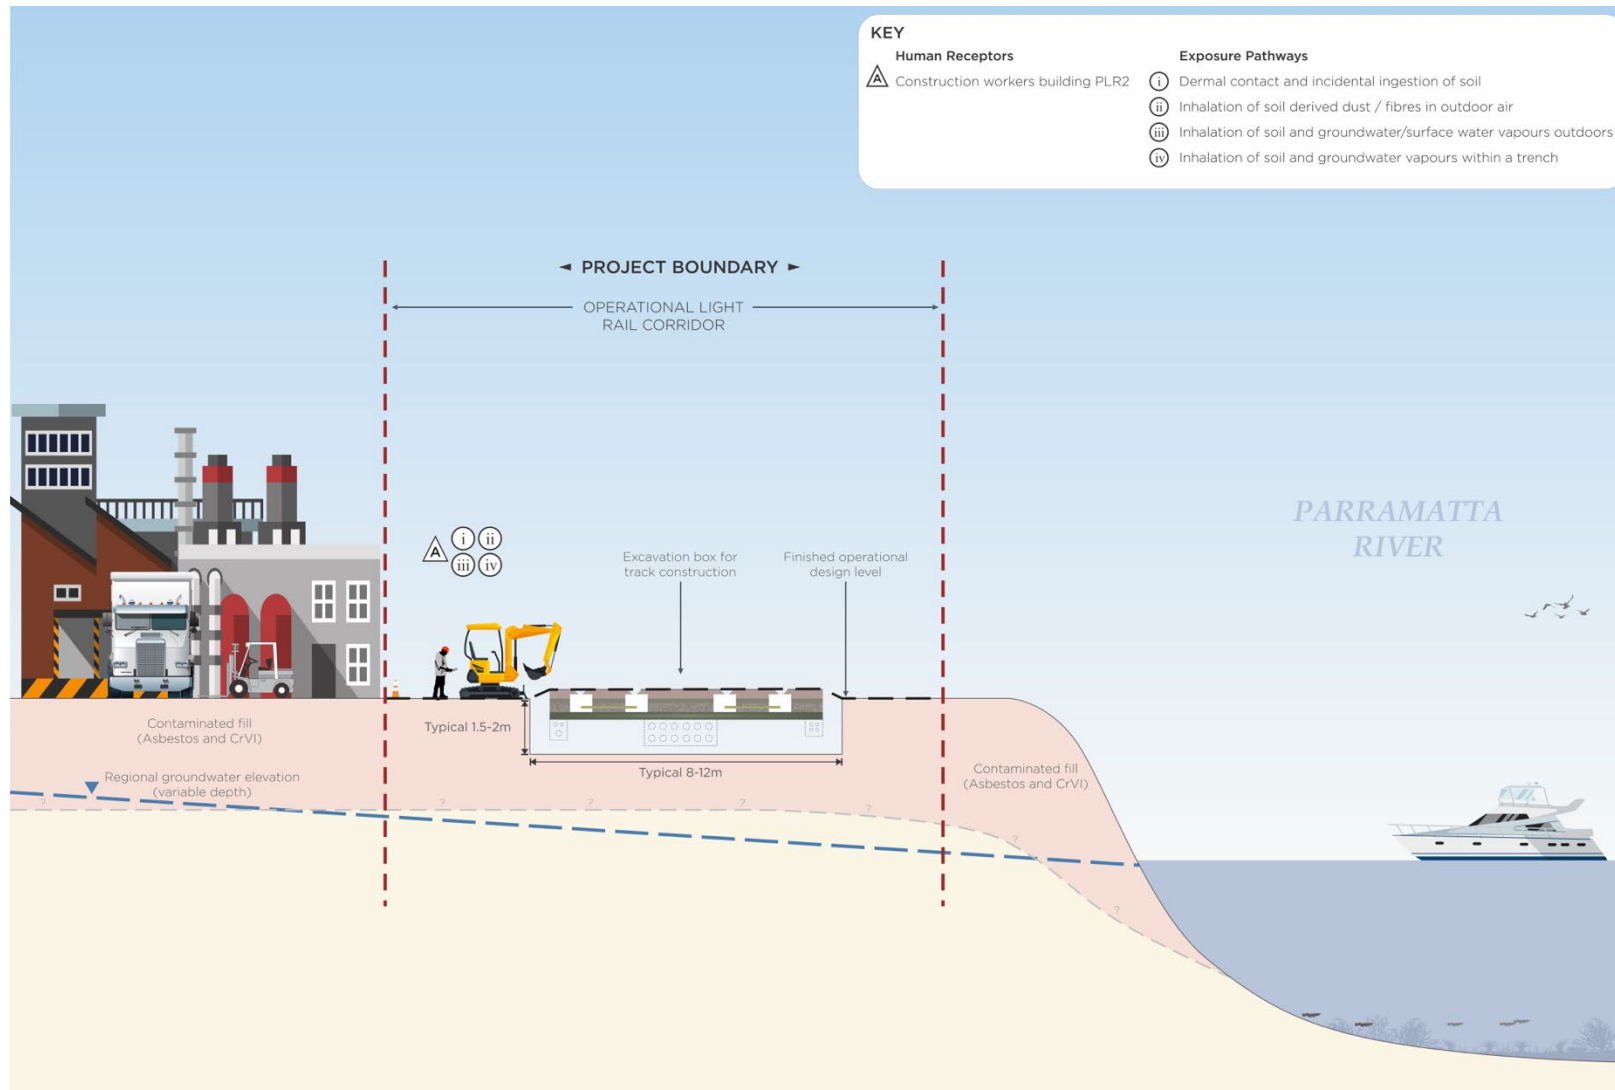 KEY
Human Receptors
A Construction workers building PLR2
Exposure Pathways
i Dermal contact and incidental ingestion of soil
ii Inhalation of soil derived dust / fibres in outdoor air
iii Inhalation of soil and groundwater/surface water vapours outdoors
iv Inhalation of soil and groundwater vapours within a trench
PROJECT BOUNDARY
OPERATIONAL LIGHT
RAIL CORRIDOR
PARRAMATTA
RIVER
A i ii
iii iv
Excavation box for
track construction
Finished operational
design level
Contaminated fill
(Asbestos and CrVI)
Typical 1.5-2m
Typical 8-12m
Regional groundwater elevation
(variable depth)
Contaminated fill
(Asbestos and CrVI)
? ? ? ? ? ? ? ?